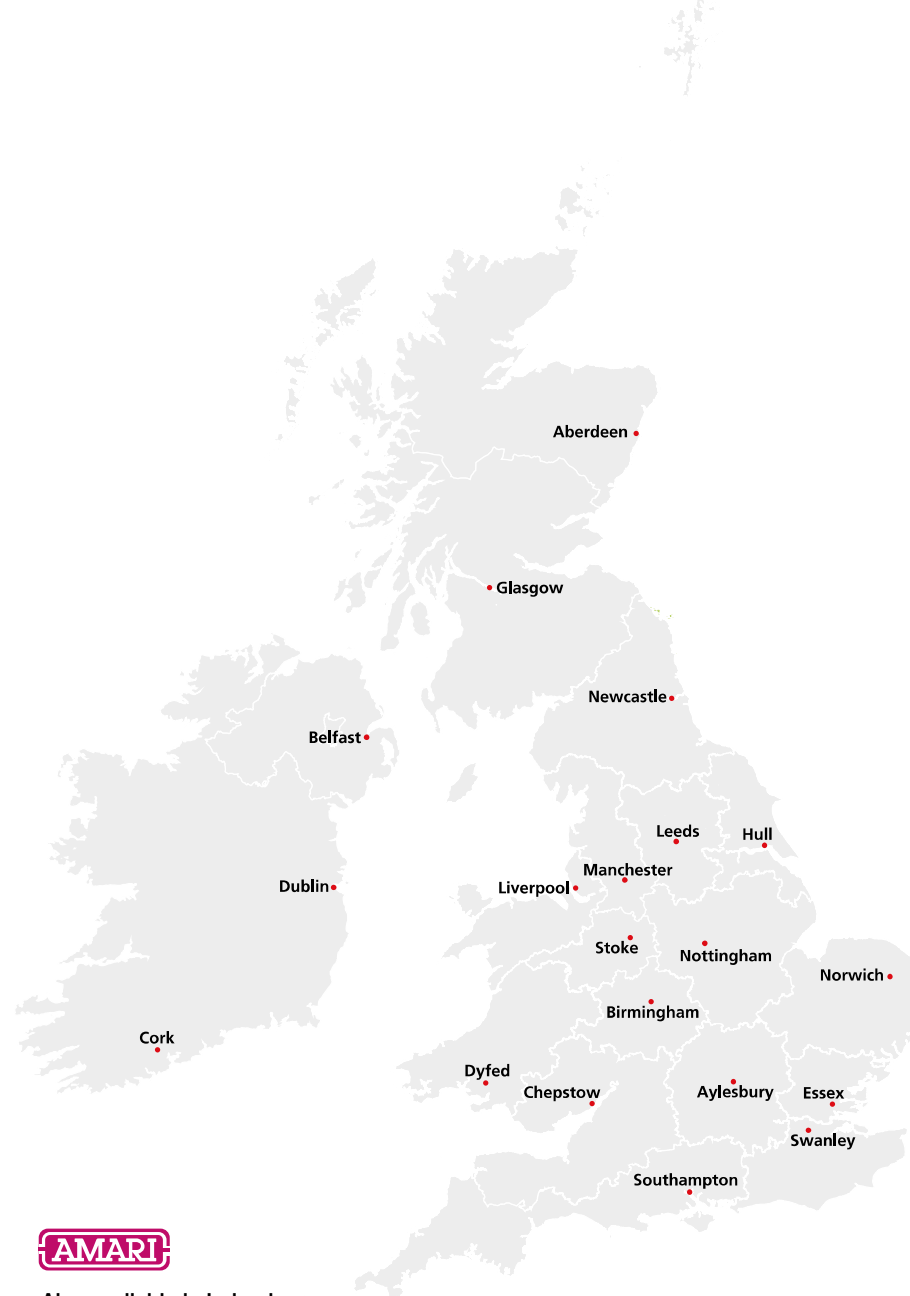 Aberdeen
Glasgow
Newcastle
Belfast
Leeds
Hull
Manchester
Dublin
Liverpool
Stoke
Nottingham
Norwich
Birmingham
Cork
Dyfed
Chepstow
Aylesbury
Essex
Swanley
Southampton
AMARI